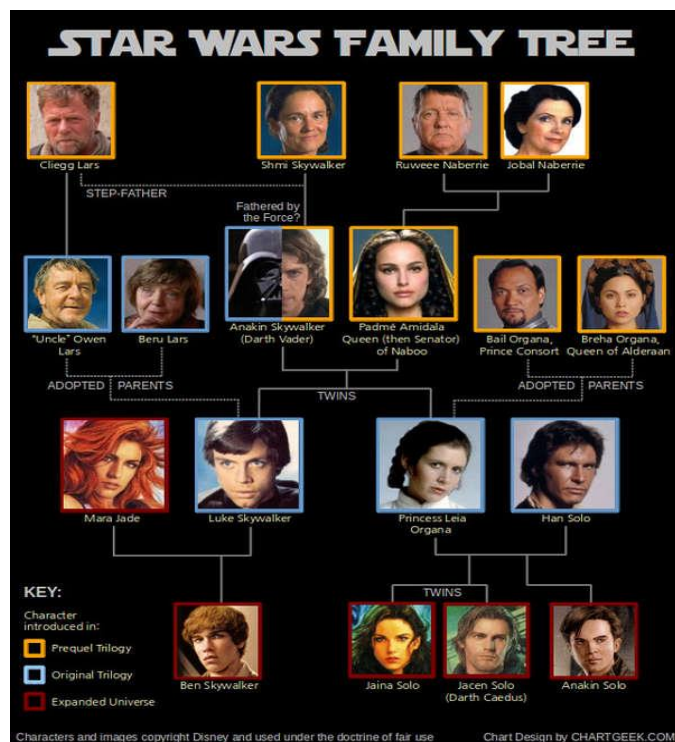 STAR WARS FAMILY TREE
Cliegg Lars
Shmi Skywalker
Ruweee Naberrie
Jobal Naberrie
STEP-FATHER
Fathered by
the Force?
"Uncle" Owen
Lars
Beru Lars
Anakin Skywalker
(Darth Vader)
Padmé Amidala
Queen (then Senator)
of Naboo
Bail Organa,
Prince Consort
Breha Organa,
Queen of Alderaan
ADOPTED PARENTS
TWINS
ADOPTED PARENTS
Mara Jade
Luke Skywalker
Princess Leia
Organa
Han Solo
KEY:
Character
introduced in:
Prequel Trilogy
Original Trilogy
Expanded Universe
TWINS
Ben Skywalker
Jaina Solo
Jacen Solo
(Darth Caedus)
Anakin Solo
Characters and images copyright Disney and used under the doctrine of fair use
Chart Design by CHARTGEEK.COM